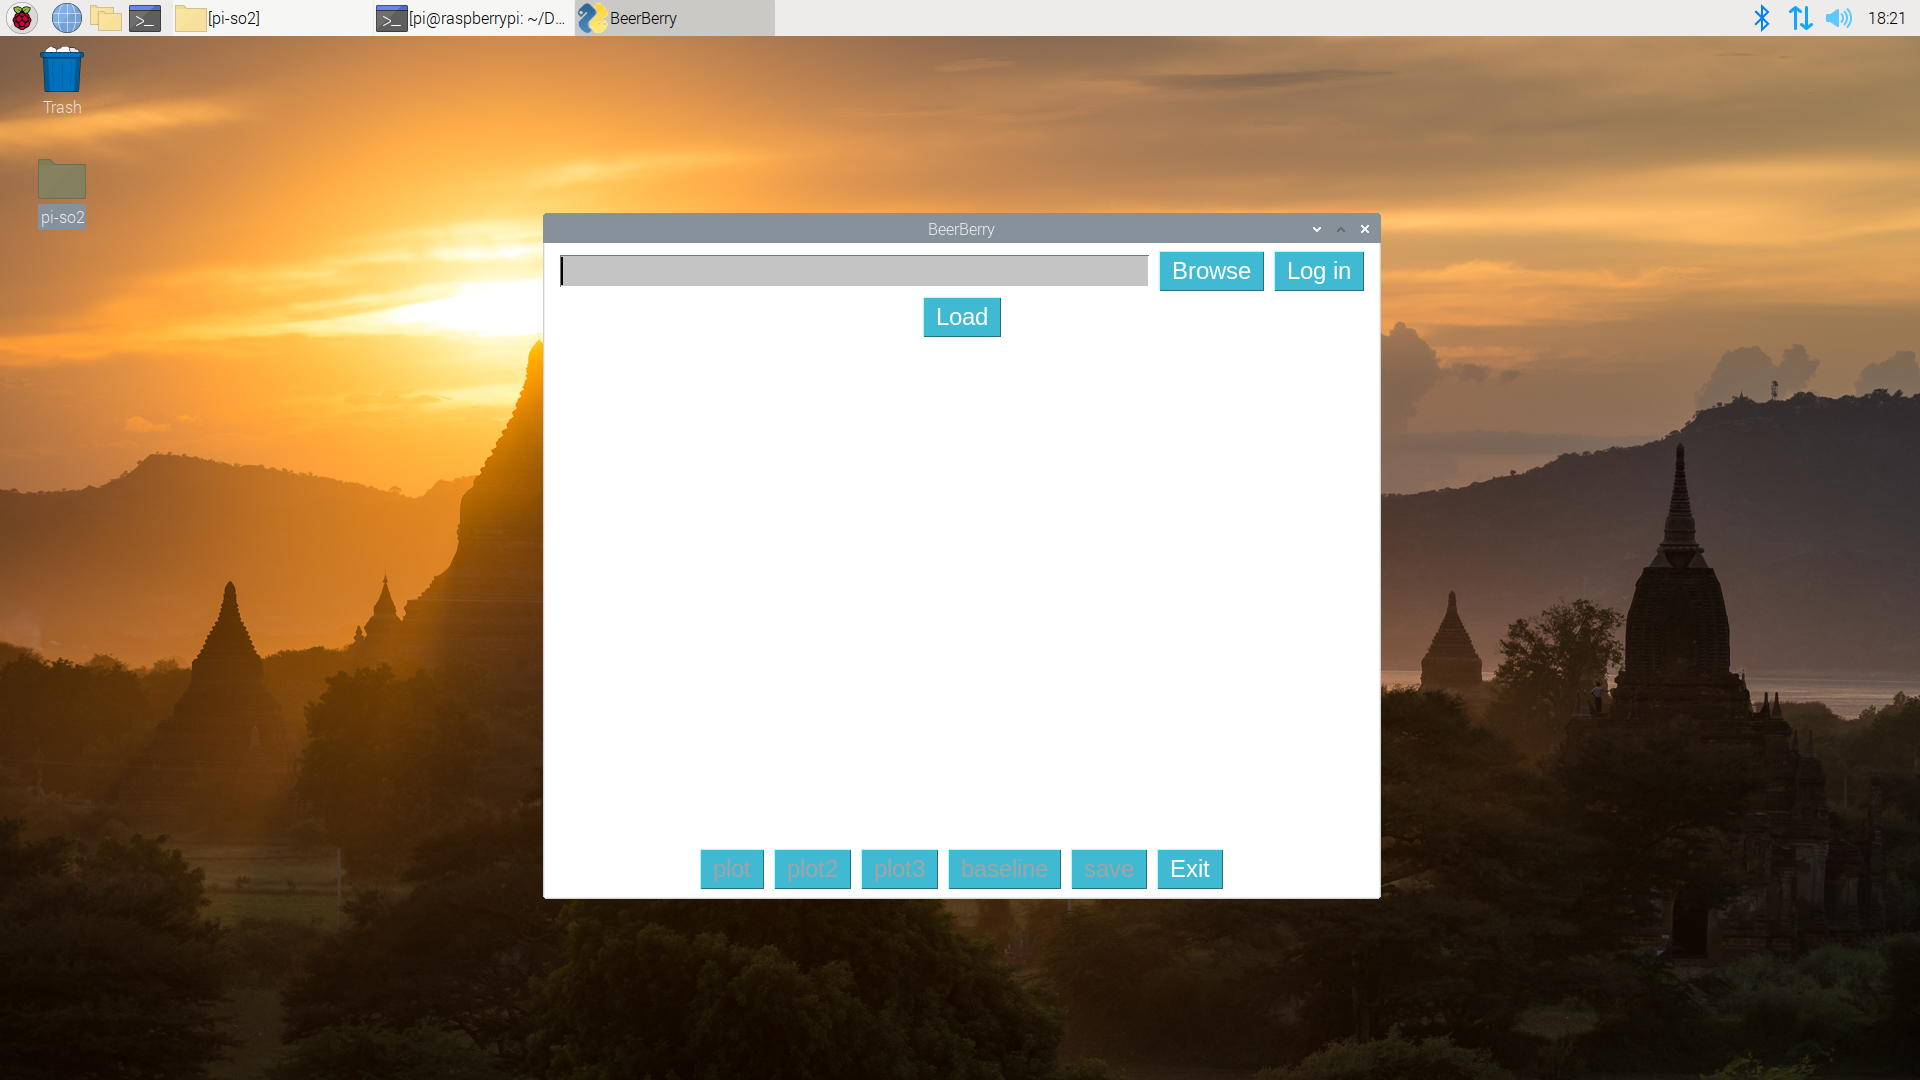 [pi-so2]
[pi@raspberrypi: ~/D...
BeerBerry
18:21
Trash
pi-so2
BeerBerry
Browse
Log in
Load
plot
plot2
plot3
baseline
save
Exit